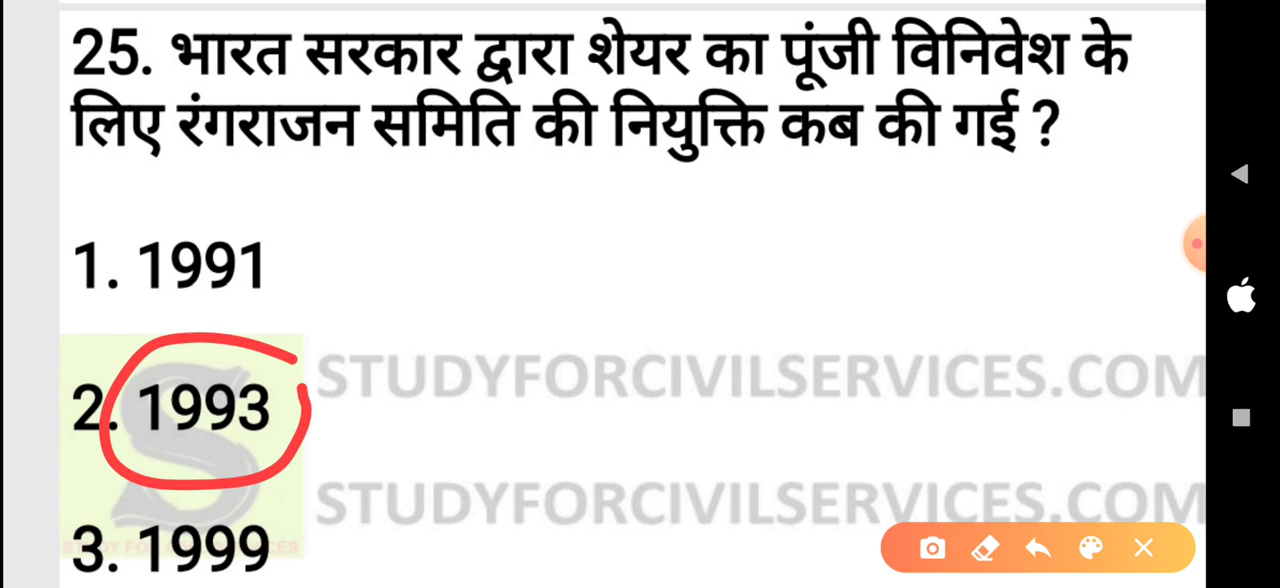 25. भारत सरकार द्वारा शेयर का पूंजी विनिवेश के
लिए रंगराजन समिति की नियुक्ति कब की गई ?
1. 1991
STUDYFORCIVILSERVICES.COM
2. 1993
STUDYFORCIVILSERVICES.COM
3. 1999